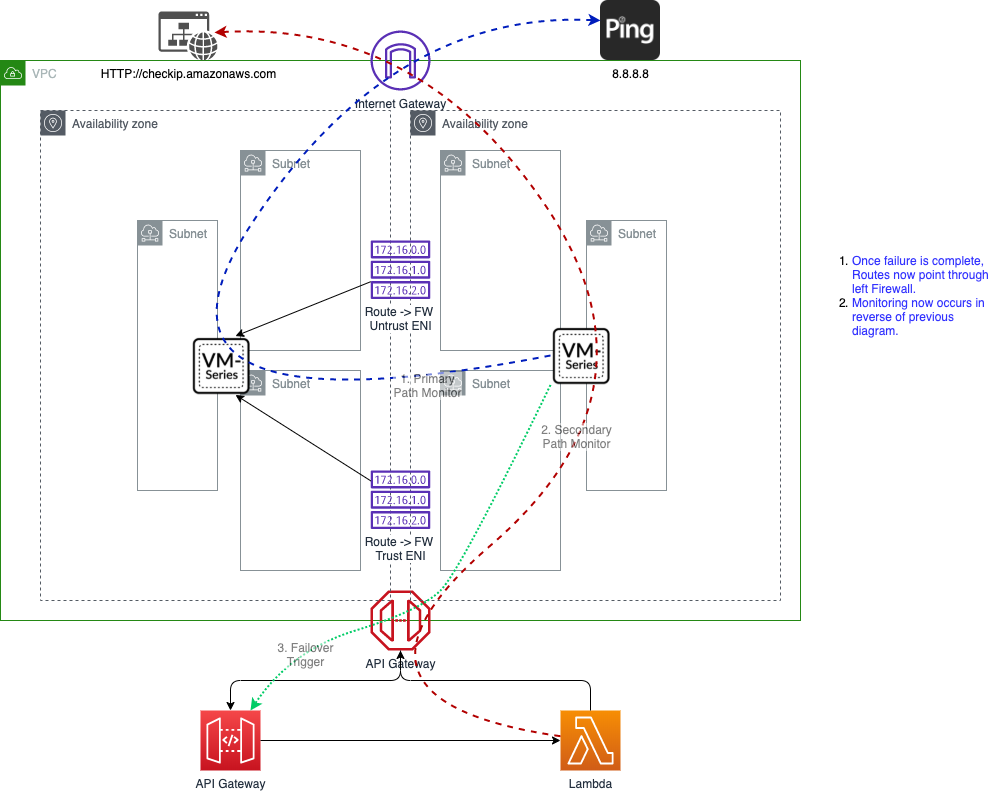 Ping
VPC
HTTP://checkip.amazonaws.com
8.8.8.8
Internet Gateway
Availability zone
Availability zone
Subnet
Subnet
Subnet
Subnet
172.16.0.0
172.16.1.0
172.16.2.0
Route -> FW
Untrust ENI
1. Once failure is complete,
Routes now point through
left Firewall.
2. Monitoring now occurs in
reverse of previous
diagram.
VM-
Series
VM-
Series
Subnet
1. Primary
Path Monitor
Subnet
2. Secondary
Path Monitor
172.16.0.0
172.16.1.0
172.16.2.0
Route -> FW
Trust ENI
3. Failover
Trigger
API Gateway
</>
API Gateway
Lambda